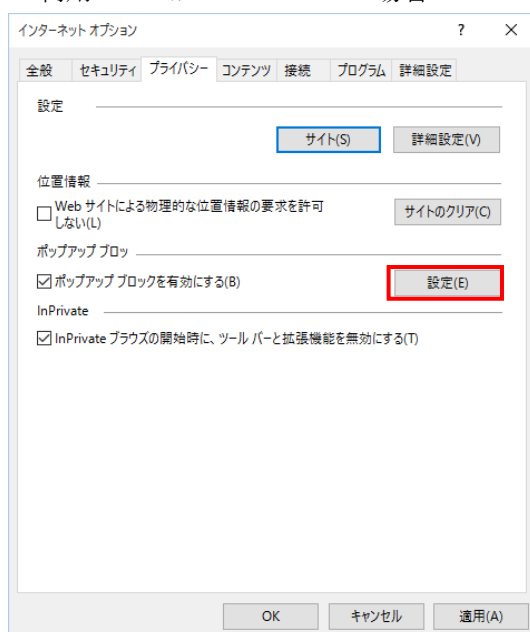 インターネット オプション ? ×
全般 セキュリティ プライバシー コンテンツ 接続 プログラム 詳細設定
設定
サイト(S) 詳細設定(V)
位置情報
Web サイトによる物理的な位置情報の要求を許可
しない(L)
サイトのクリア(C)
ポップアップ ブロッ
ポップアップ ブロックを有効にする(B) 設定(E)
InPrivate
InPrivate ブラウズの開始時に、ツール バーと拡張機能を無効にする(T)
OK キャンセル 適用(A)